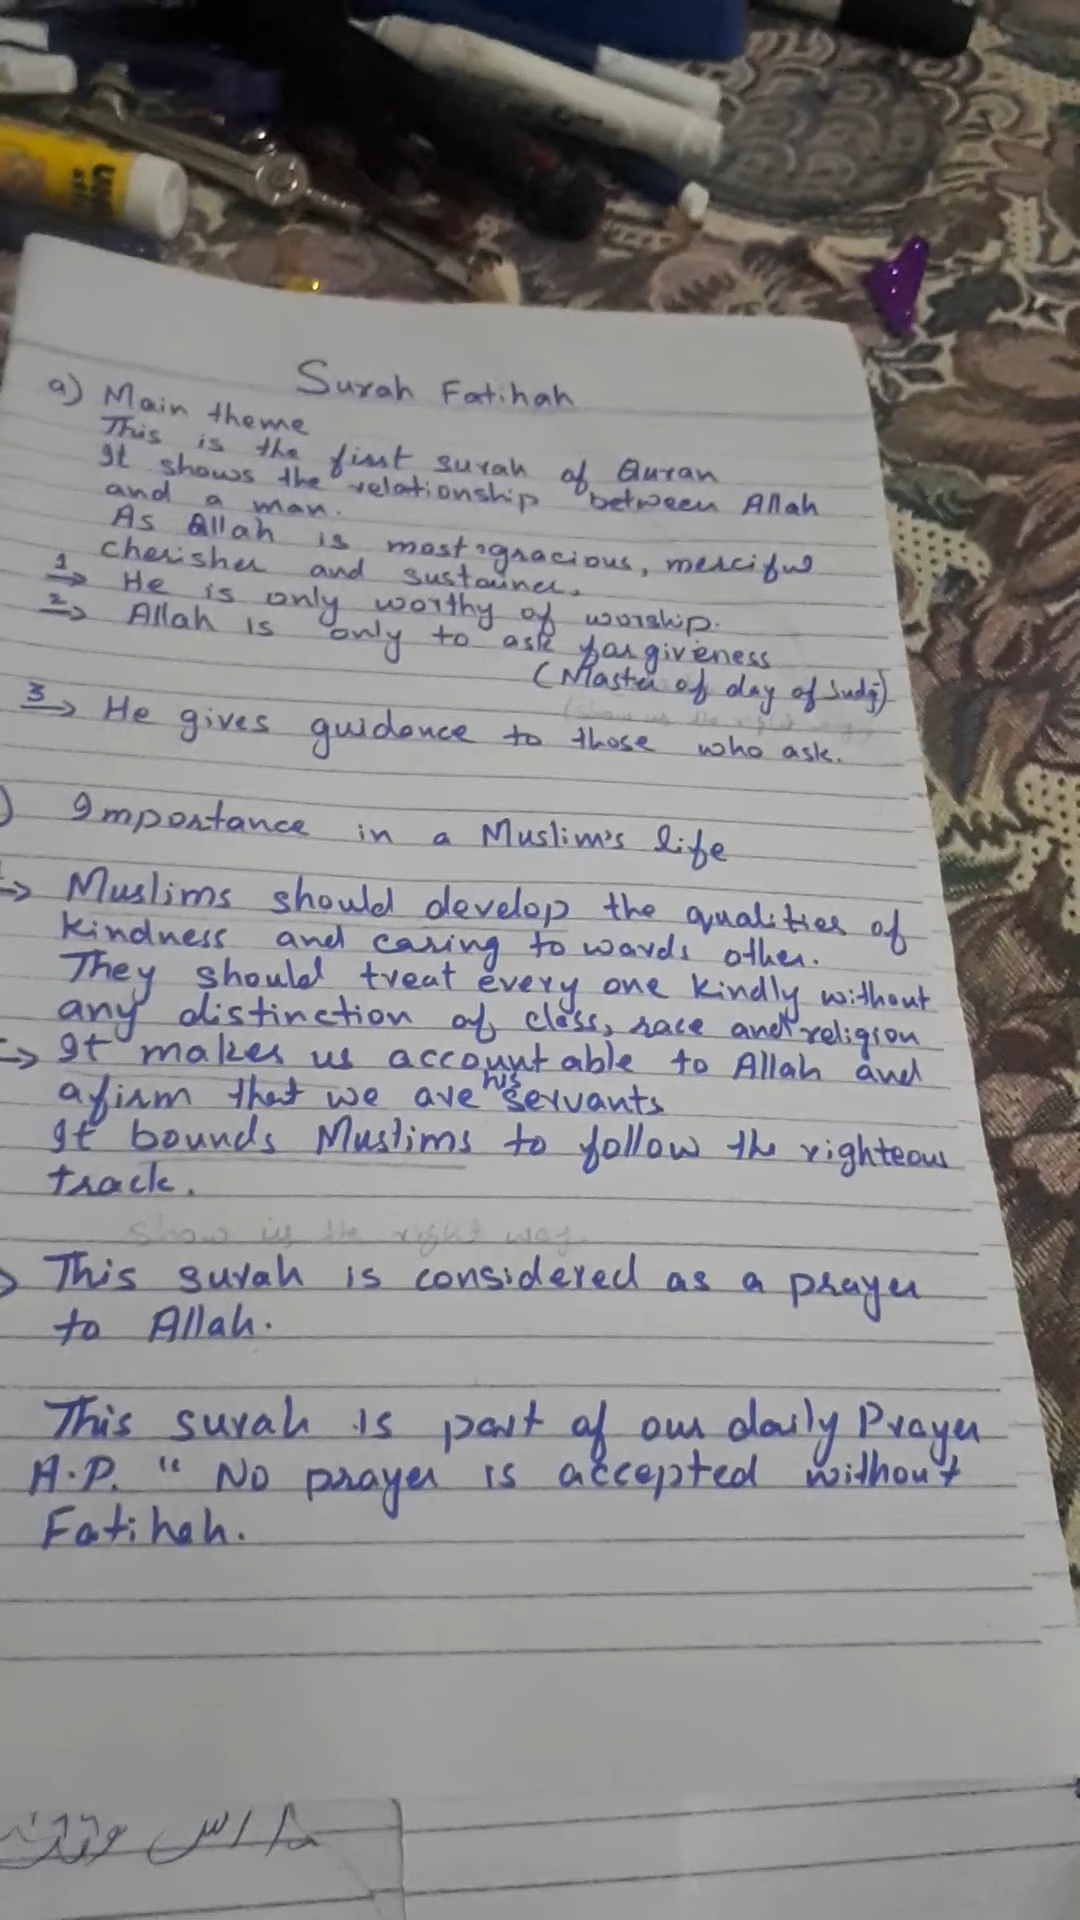 Surah Fatihah
a) Main theme
This is the first surah of Quran
It shows the relationship between Allah
and a man.
As Allah is most gracious, merciful
cherisher and sustainer.
1 → He is only worthy of worship.
2 → Allah is only to ask forgiveness
(Master of day of Judg)
3 → He gives guidance to those who ask.
) Importance in a Muslim's life
→ Muslims should develop the qualities of
kindness and caring towards other.
They should treat every one kindly without
any distinction of class, race and religion
→ It makes us accountable to Allah and
afirm that we are his servants
It bounds Muslims to follow the righteous
track.
Show us the right way.
→ This surah is considered as a prayer
to Allah.
This surah is part of our daily Prayer
H.P. " No prayer is accepted without
Fatihah.